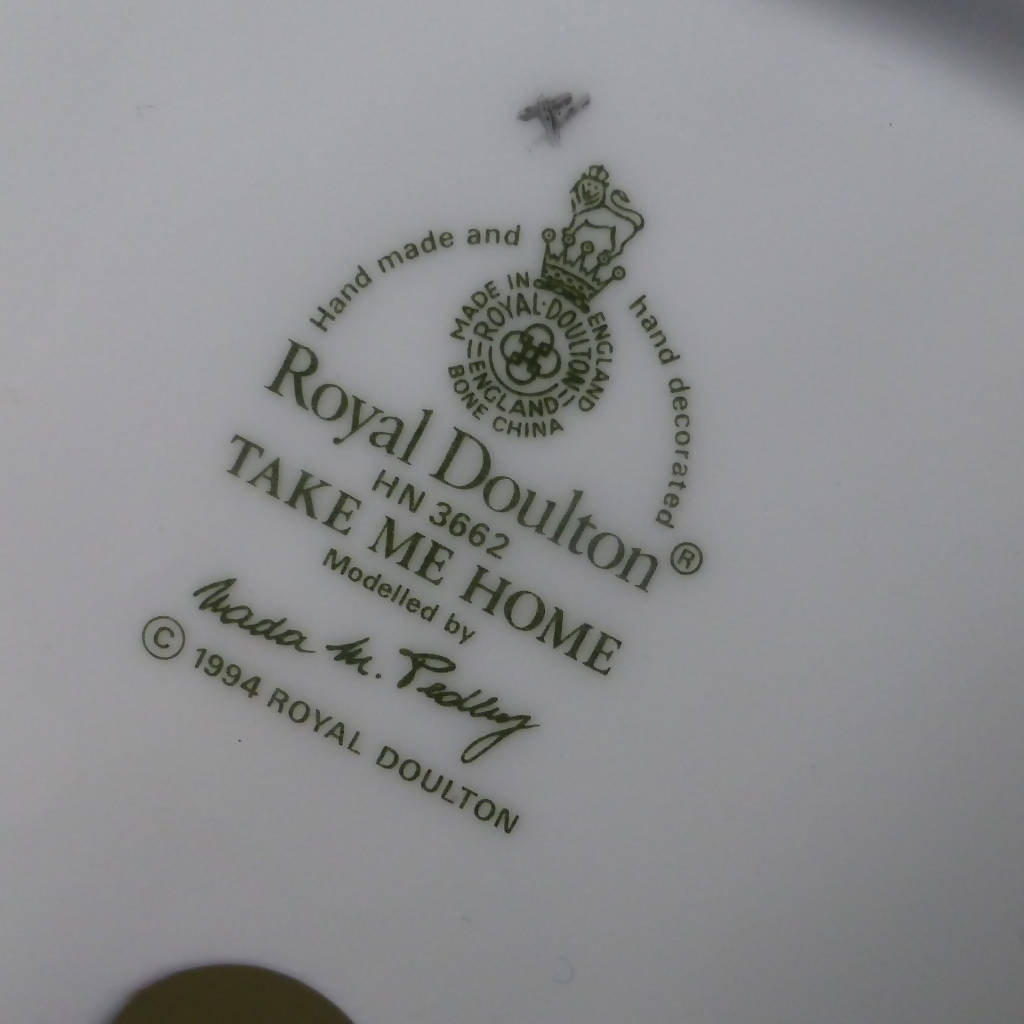 Hand made and hand decorated
MADE IN ENGLAND
ROYAL·DOULTON
ENGLAND
BONE CHINA
Royal Doulton®
HN 3662
TAKE ME HOME
Modelled by
Nada M. Pedley
© 1994 ROYAL DOULTON